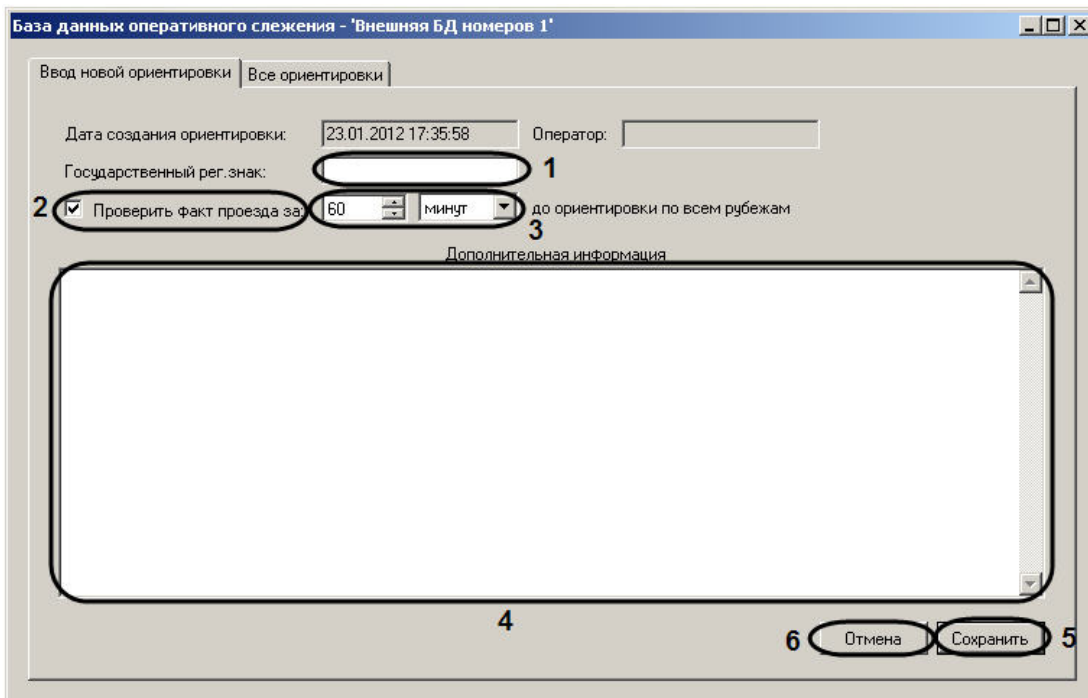 База данных оперативного слежения - 'Внешняя БД номеров 1'
Ввод новой ориентировки Все ориентировки
Дата создания ориентировки: 23.01.2012 17:35:58 Оператор:
Государственный рег.знак: 1
2 Проверить факт проезда за: 60 минут до ориентировки по всем рубежам
3
Дополнительная информация
4
6 Отмена Сохранить 5